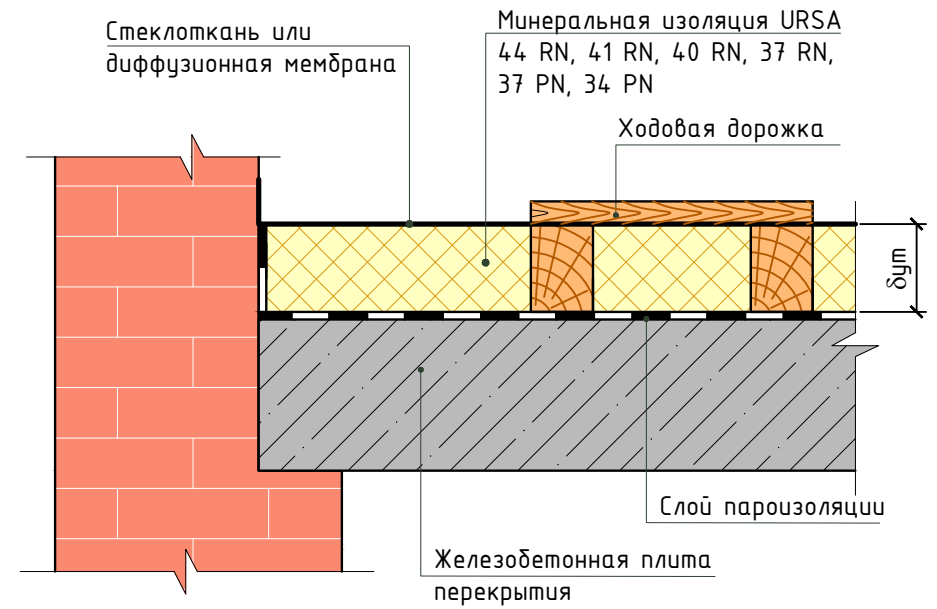 Стеклоткань или
диффузионная мембрана
Минеральная изоляция URSA
44 RN, 41 RN, 40 RN, 37 RN,
37 PN, 34 PN
Ходовая дорожка
δут
Слой пароизоляции
Железобетонная плита
перекрытия